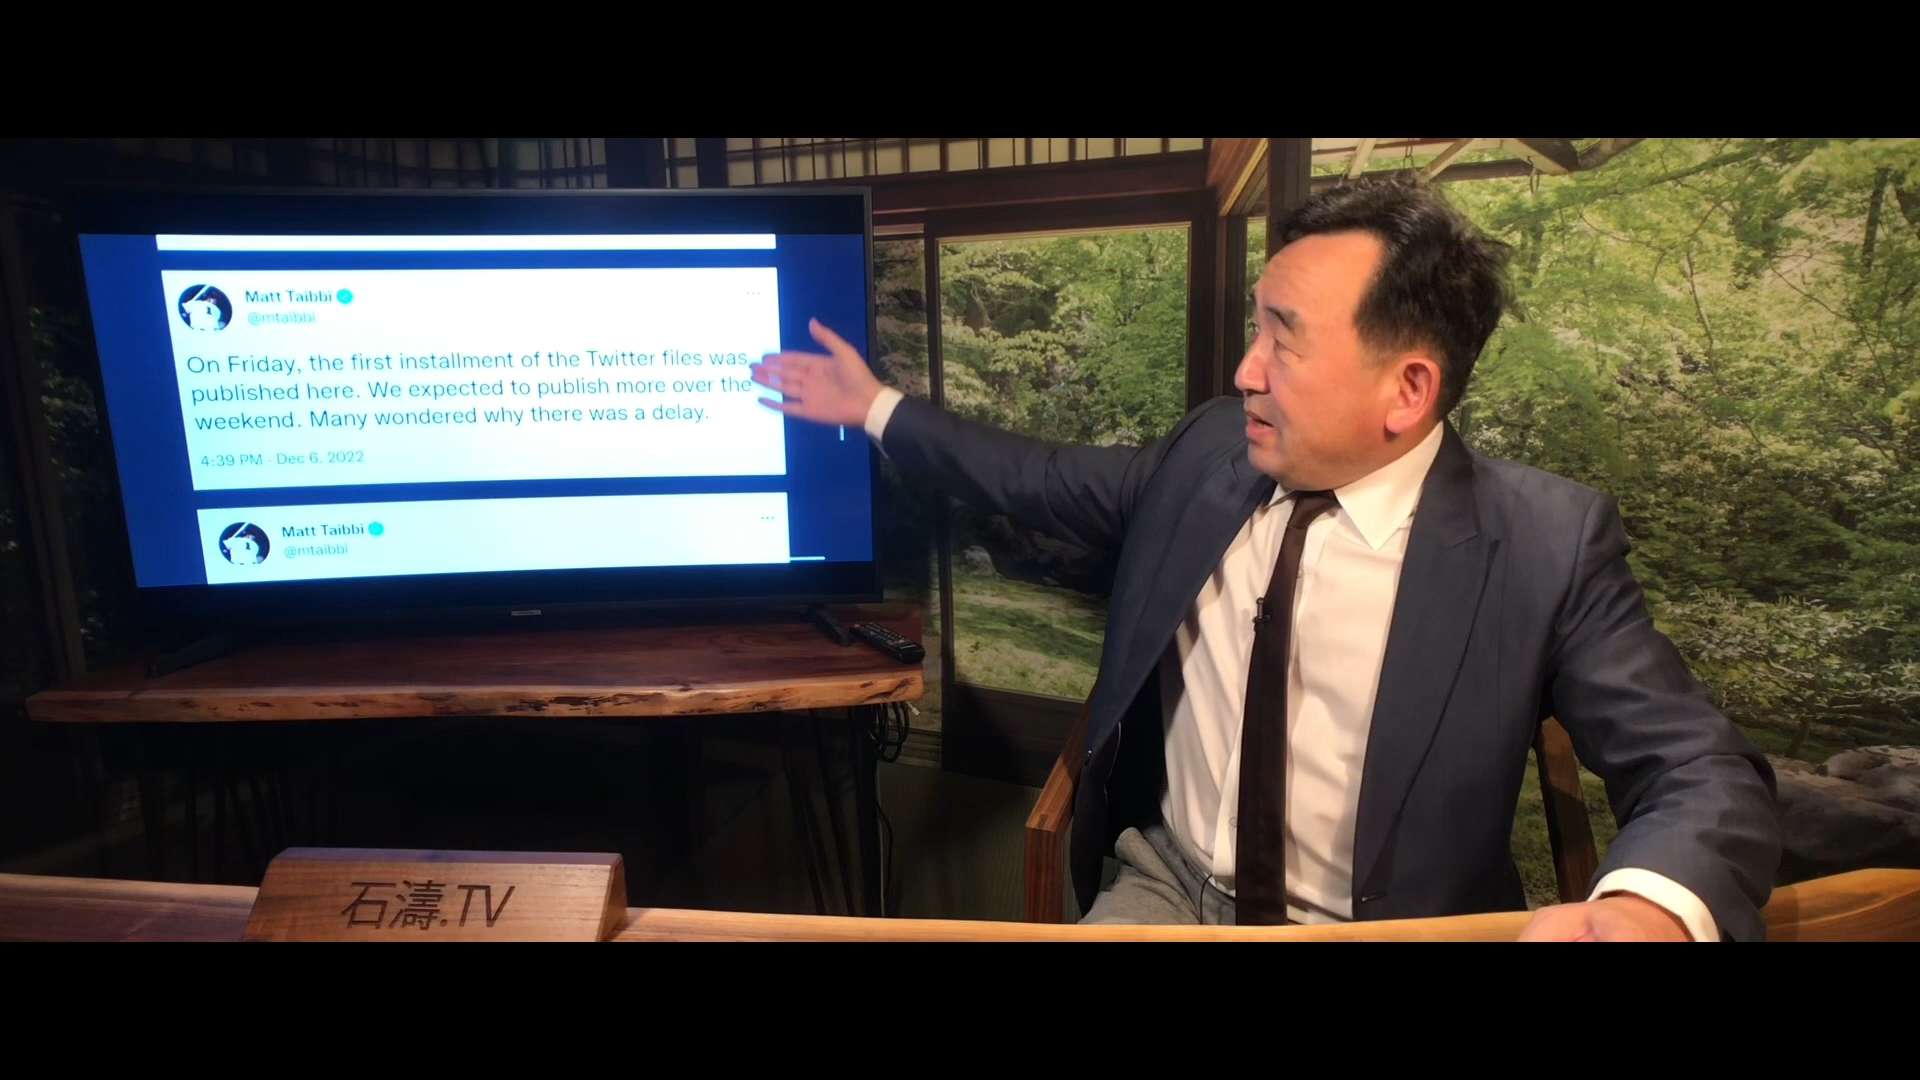 Matt Taibbi
@mtaibbi
On Friday, the first installment of the Twitter files was
published here. We expected to publish more over the
weekend. Many wondered why there was a delay.
4:39 PM · Dec 6, 2022
Matt Taibbi
@mtaibbi
石濤.TV